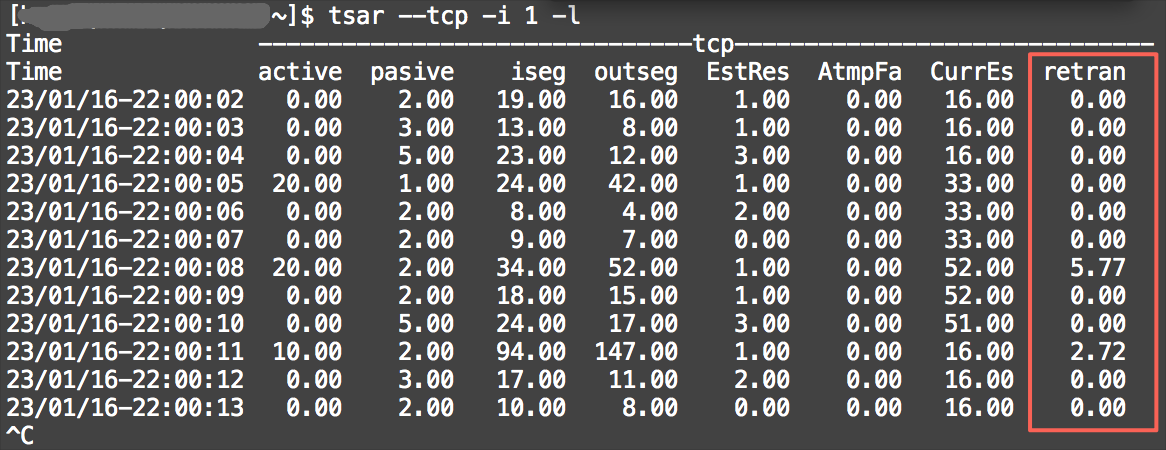 [ ~]$ tsar --tcp -i 1 -l
Time -------------------------------tcp------------------------------
Time active pasive iseg outseg EstRes AtmpFa CurrEs retran
23/01/16-22:00:02 0.00 2.00 19.00 16.00 1.00 0.00 16.00 0.00
23/01/16-22:00:03 0.00 3.00 13.00 8.00 1.00 0.00 16.00 0.00
23/01/16-22:00:04 0.00 5.00 23.00 12.00 3.00 0.00 16.00 0.00
23/01/16-22:00:05 20.00 1.00 24.00 42.00 1.00 0.00 33.00 0.00
23/01/16-22:00:06 0.00 2.00 8.00 4.00 2.00 0.00 33.00 0.00
23/01/16-22:00:07 0.00 2.00 9.00 7.00 0.00 0.00 33.00 0.00
23/01/16-22:00:08 20.00 2.00 34.00 52.00 1.00 0.00 52.00 5.77
23/01/16-22:00:09 0.00 2.00 18.00 15.00 1.00 0.00 52.00 0.00
23/01/16-22:00:10 0.00 5.00 24.00 17.00 3.00 0.00 51.00 0.00
23/01/16-22:00:11 10.00 2.00 94.00 147.00 1.00 0.00 16.00 2.72
23/01/16-22:00:12 0.00 3.00 17.00 11.00 2.00 0.00 16.00 0.00
23/01/16-22:00:13 0.00 2.00 10.00 8.00 0.00 0.00 16.00 0.00
^C